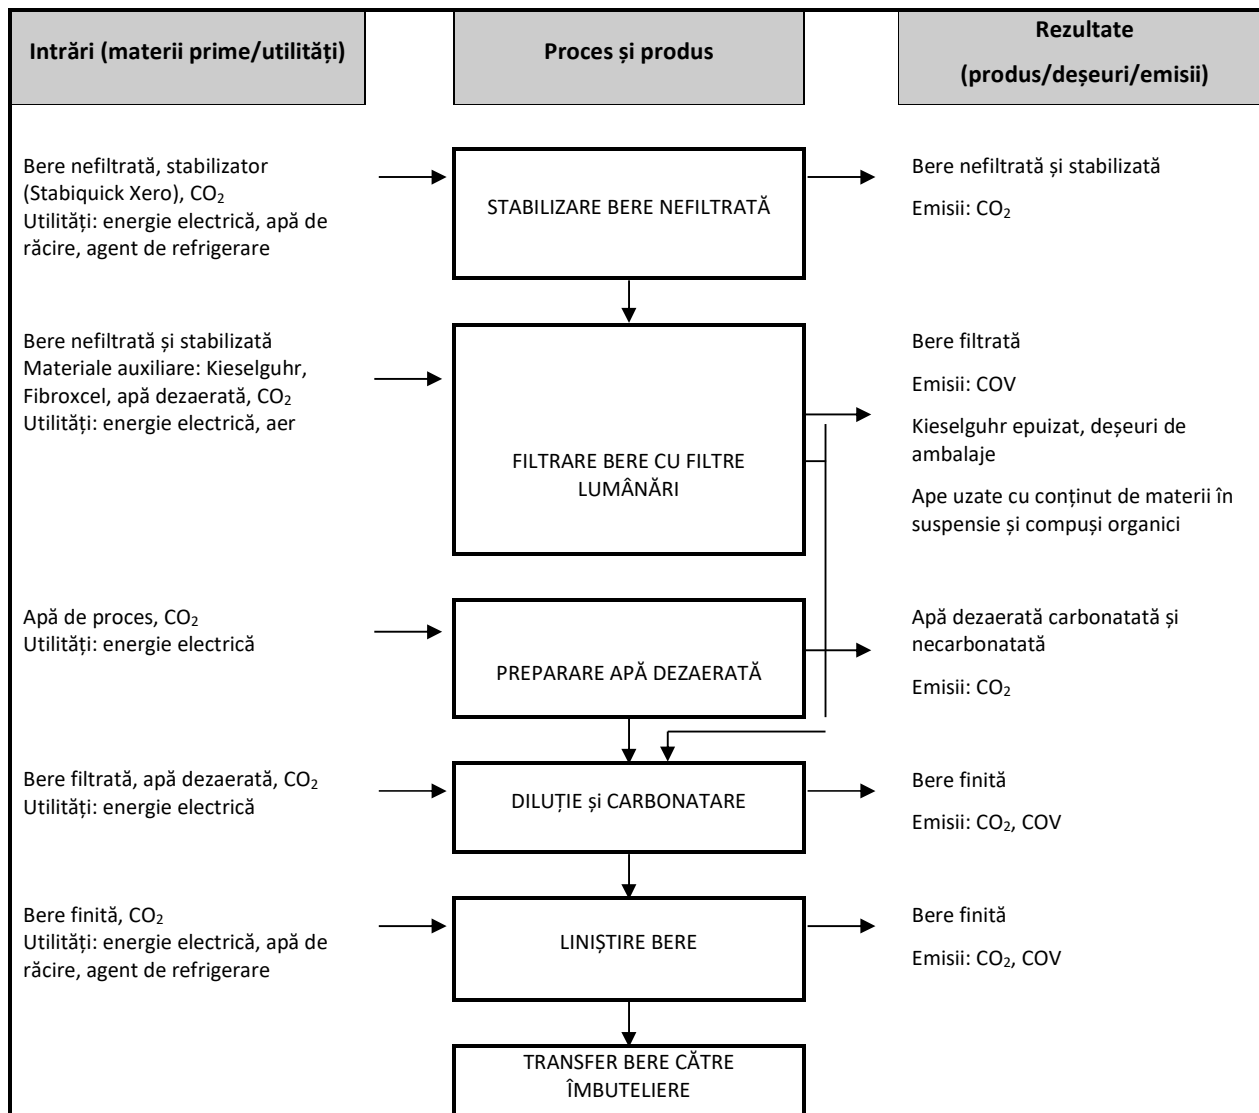 Intrări (materii prime/utilități)
Proces și produs
Rezultate
(produs/deșeuri/emisii)
Bere nefiltrată, stabilizator
(Stabiquick Xero), CO₂
Utilități: energie electrică, apă de
răcire, agent de refrigerare
STABILIZARE BERE NEFILTRATĂ
Bere nefiltrată și stabilizată
Emisii: CO₂
Bere nefiltrată și stabilizată
Materiale auxiliare: Kieselguhr,
Fibroxcel, apă dezaerată, CO₂
Utilități: energie electrică, aer
FILTRARE BERE CU FILTRE
LUMÂNĂRI
Bere filtrată
Emisii: COV
Kieselguhr epuizat, deșeuri de
ambalaje
Ape uzate cu conținut de materii în
suspensie și compuși organici
Apă de proces, CO₂
Utilități: energie electrică
PREPARARE APĂ DEZAERATĂ
Apă dezaerată carbonatată și
necarbonatată
Emisii: CO₂
Bere filtrată, apă dezaerată, CO₂
Utilități: energie electrică
DILUȚIE și CARBONATARE
Bere finită
Emisii: CO₂, COV
Bere finită, CO₂
Utilități: energie electrică, apă de
răcire, agent de refrigerare
LINIȘTIRE BERE
Bere finită
Emisii: CO₂, COV
TRANSFER BERE CĂTRE
ÎMBUTELIERE